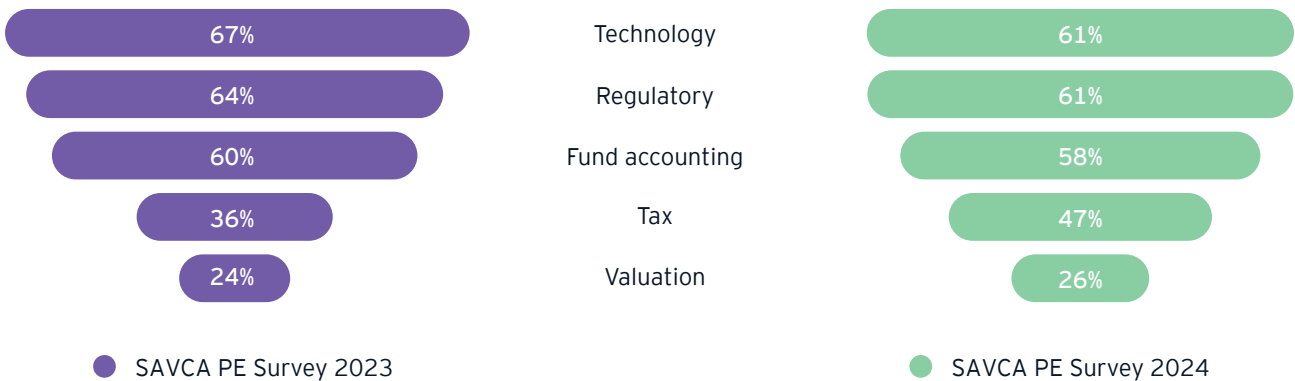 67% Technology 61%
64% Regulatory 61%
60% Fund accounting 58%
36% Tax 47%
24% Valuation 26%
SAVCA PE Survey 2023 SAVCA PE Survey 2024